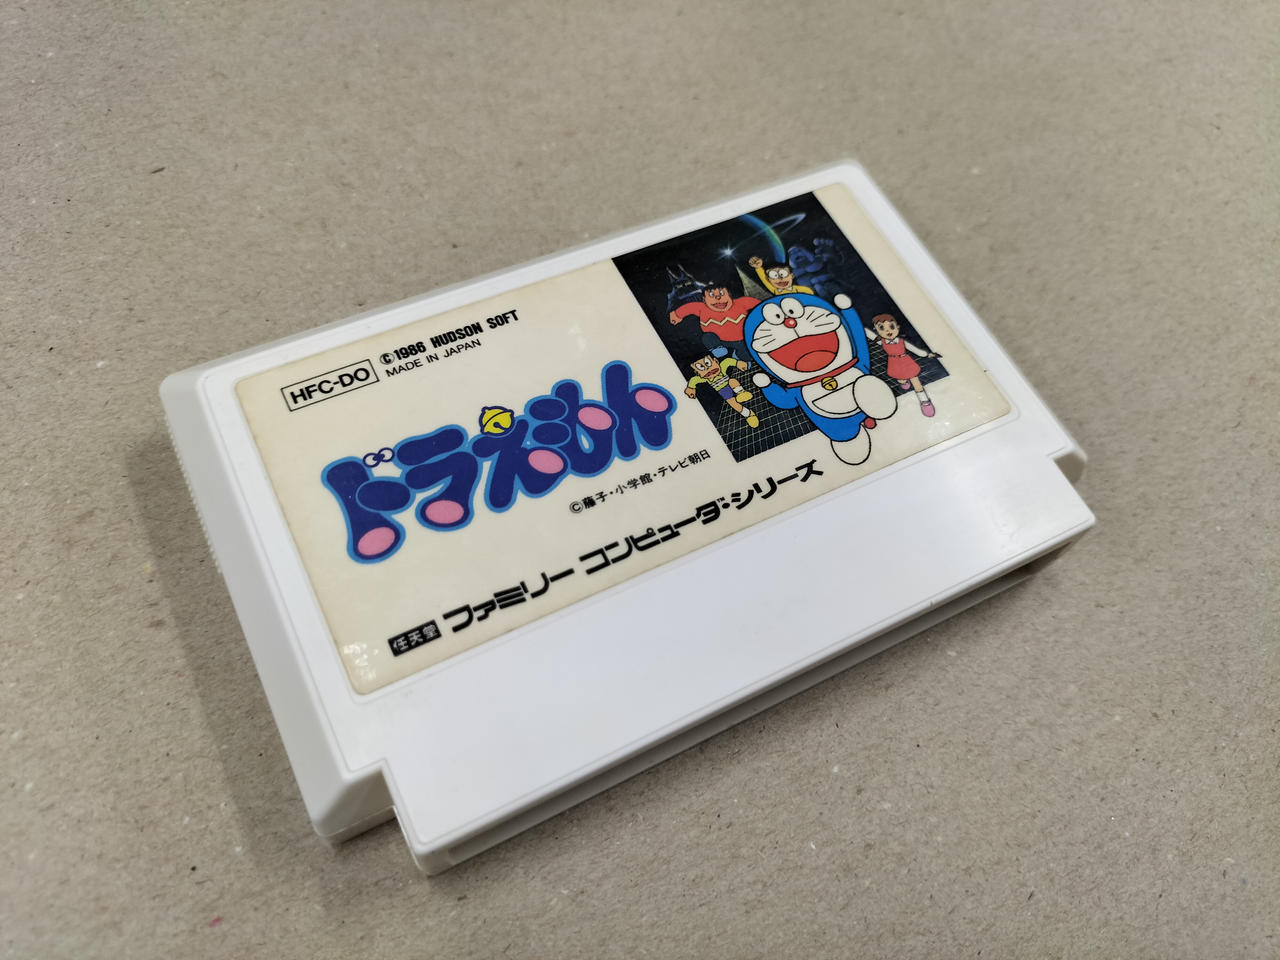 HFC-DO
©1986 HUDSON SOFT
MADE IN JAPAN
ドラえもん
©藤子・小学館・テレビ朝日
任天堂 ファミリー コンピュータ™・シリーズ